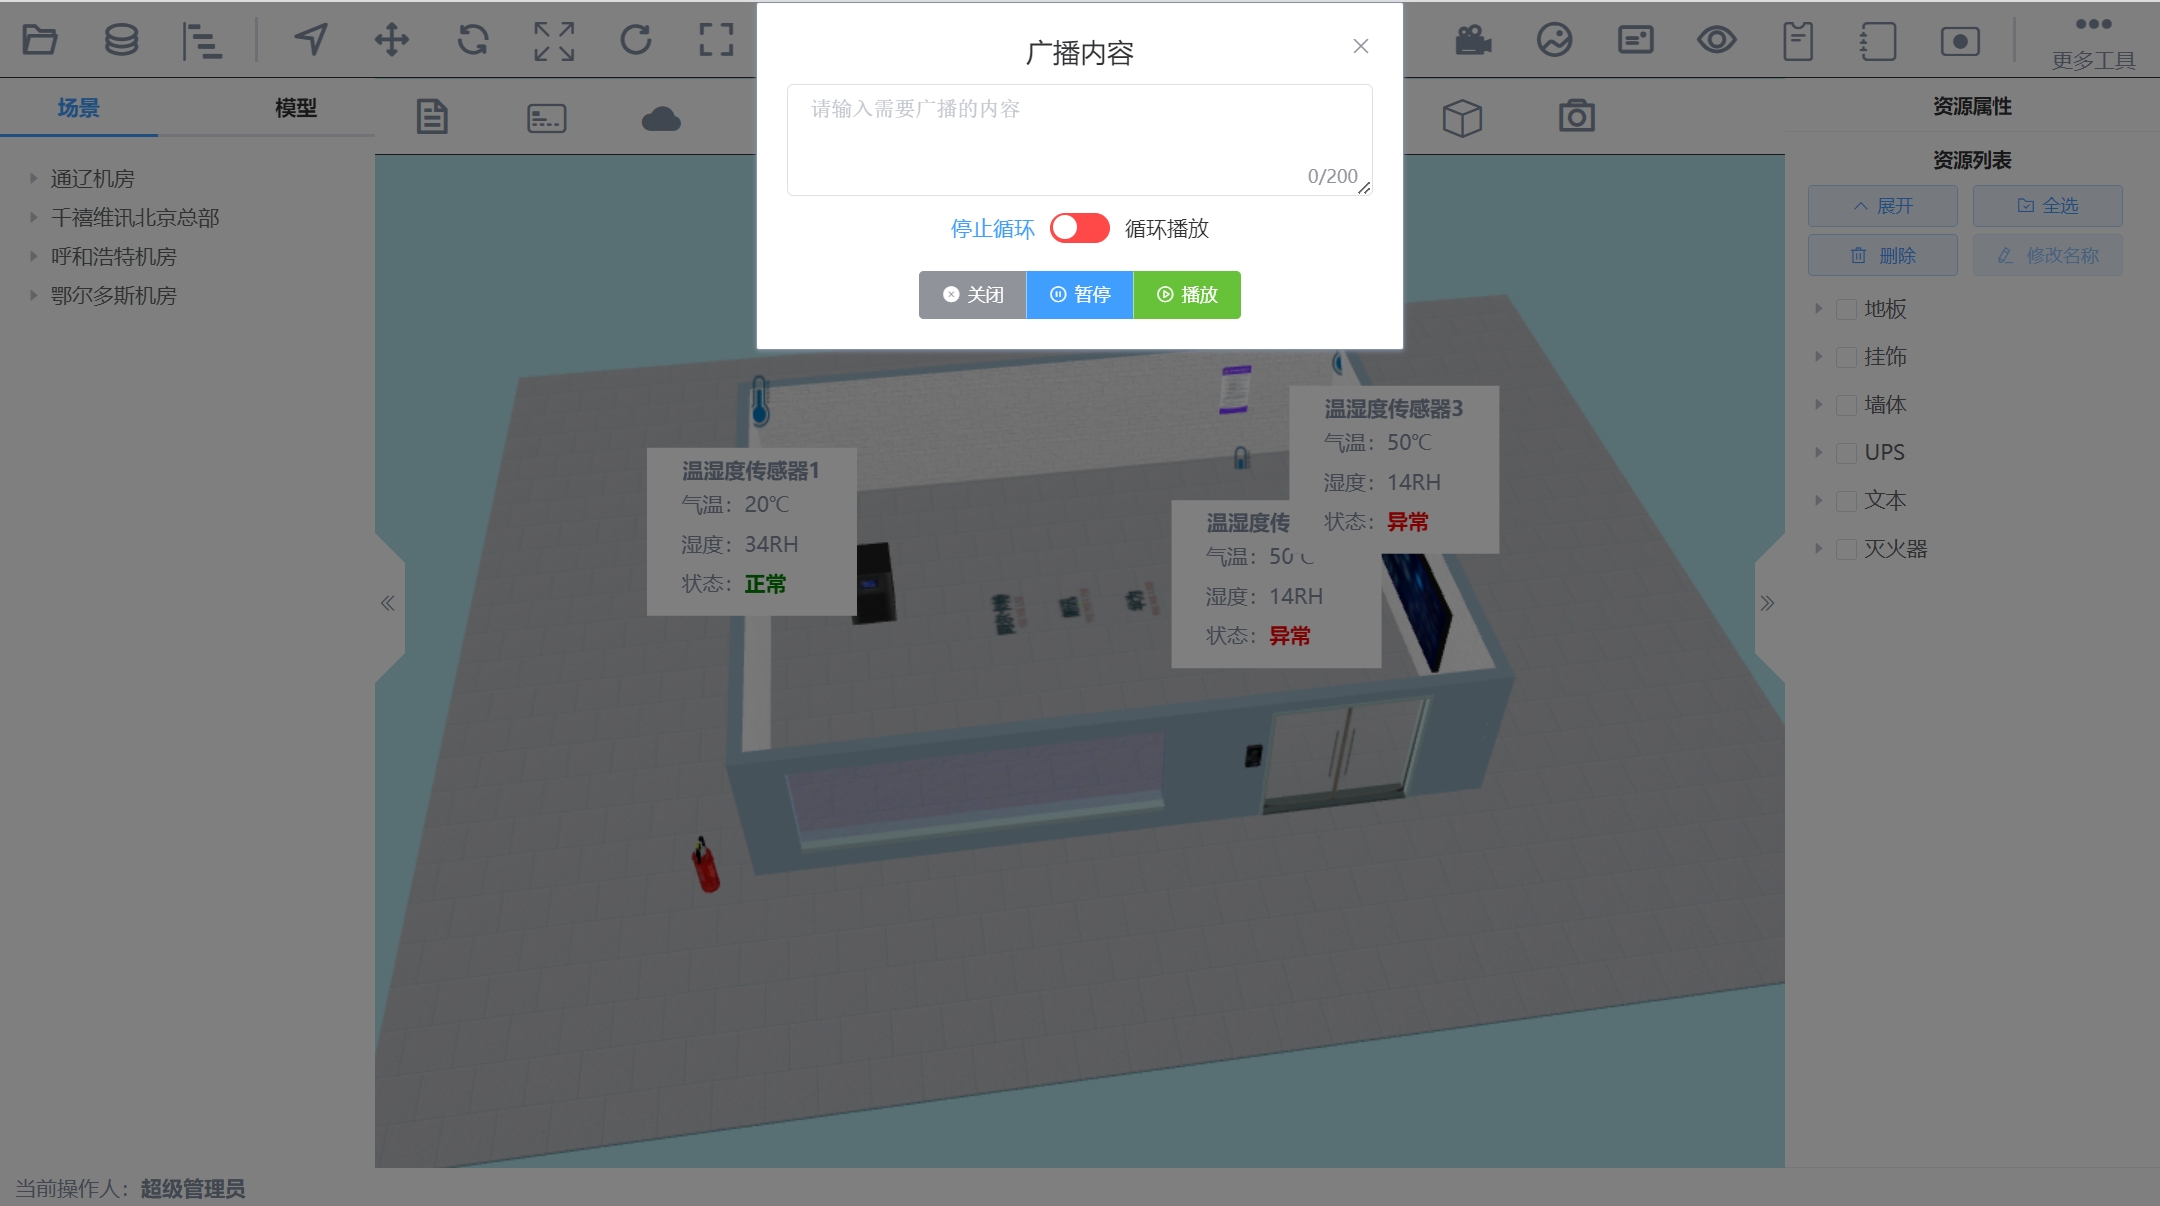 更多工具
广播内容
请输入需要广播的内容
0/200
停止循环 循环播放
关闭 暂停 播放
场景 模型
通辽机房
千禧维讯北京总部
呼和浩特机房
鄂尔多斯机房
温湿度传感器1
气温：20℃
湿度：34RH
状态：正常
温湿度传感器3
气温：50℃
湿度：14RH
状态：异常
温湿度传
气温：50
湿度：14RH
状态：异常
资源属性
资源列表
展开 全选
删除 修改名称
地板
挂饰
墙体
UPS
文本
灭火器
当前操作人：超级管理员